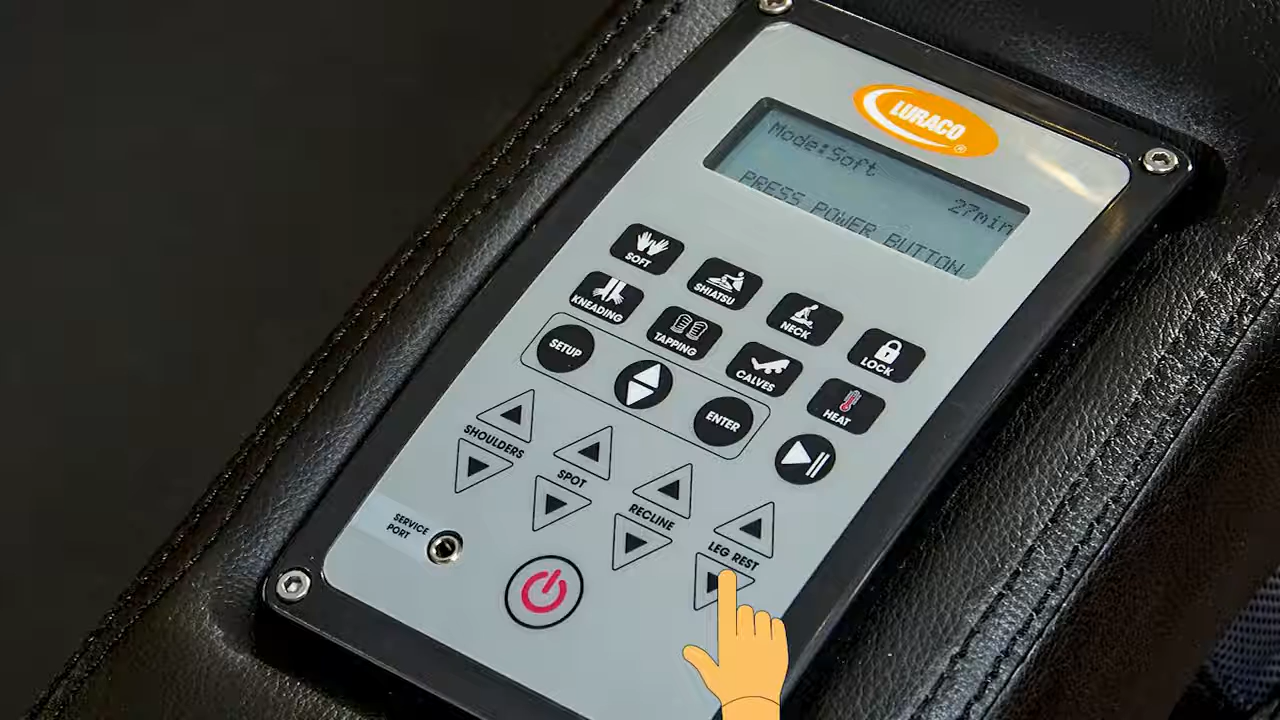 LURACO
®
Mode:Soft
27min
PRESS POWER BUTTON
SOFT
SHIATSU
NECK
LOCK
KNEADING
TAPPING
CALVES
HEAT
SETUP
ENTER
SHOULDERS
SPOT
RECLINE
LEG REST
SERVICE
PORT